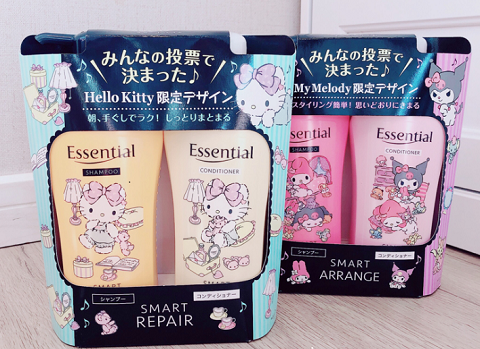 みんなの投票で
決まった♪
Hello Kitty 限定デザイン
朝、手ぐしでラク! しっとりまとまる
Essential
SHAMPOO
Essential
CONDITIONER
SMART
シャンプー
コンディショナー
SMART
REPAIR
みんなの投票で
決まった♪
My Melody 限定デザイン
スタイリング簡単! 思いどおりにきまる
Essential
Essential
CONDITIONER
シャンプー
コンディショナー
SMART
ARRANGE